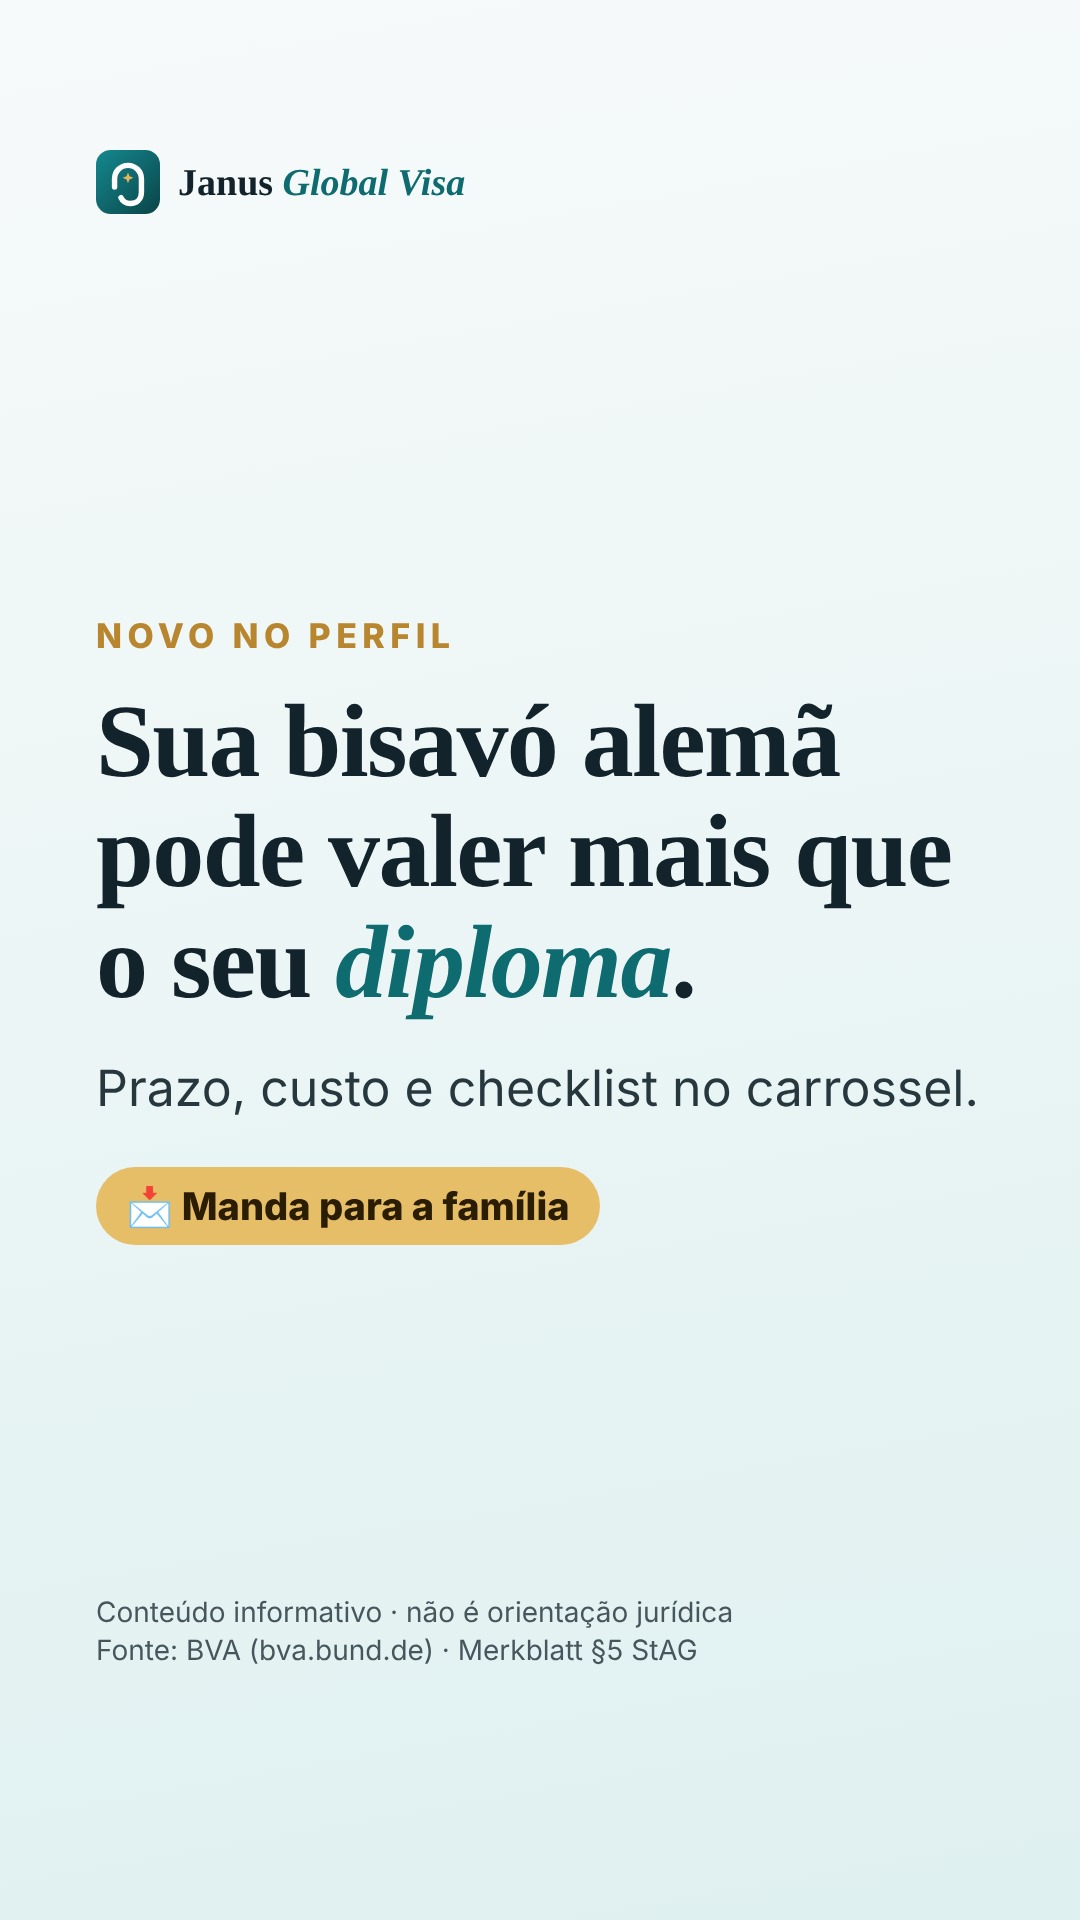 Janus Global Visa
NOVO NO PERFIL
Sua bisavó alemã
pode valer mais que
o seu diploma.
Prazo, custo e checklist no carrossel.
📩 Manda para a família
Conteúdo informativo · não é orientação jurídica
Fonte: BVA (bva.bund.de) · Merkblatt §5 StAG